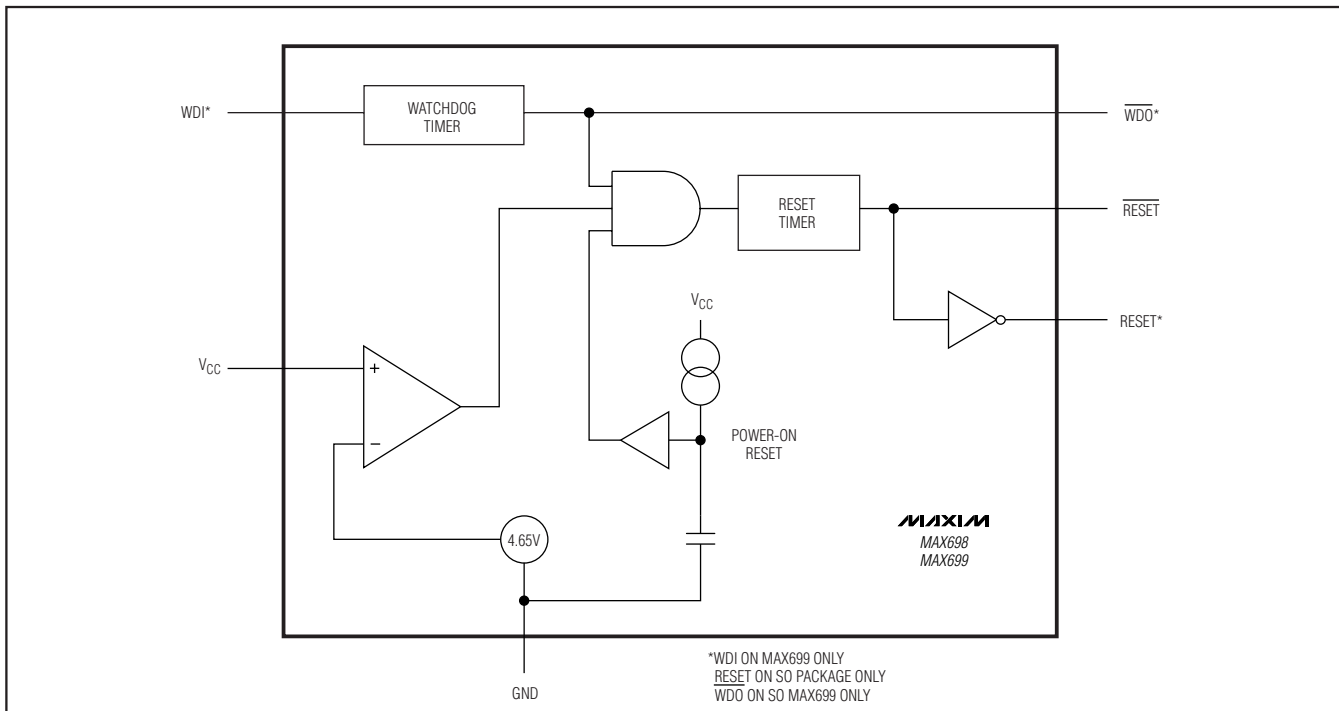 WDI*
WATCHDOG
TIMER
WDO*
RESET
TIMER
RESET
VCC
RESET*
VCC
+
−
POWER-ON
RESET
4.65V
MAXIM
MAX698
MAX699
GND
*WDI ON MAX699 ONLY
RESET ON SO PACKAGE ONLY
WDO ON SO MAX699 ONLY